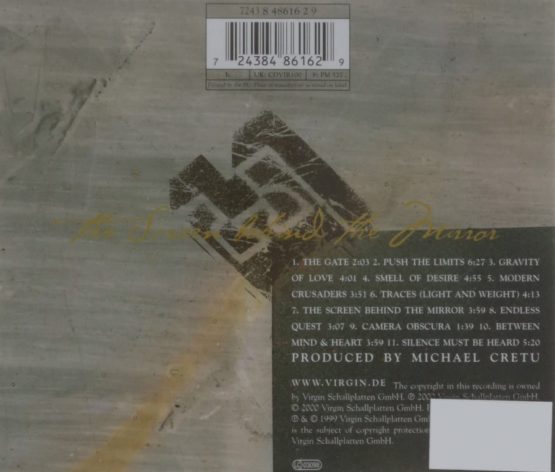 7243 8 48616 2 9
7 24384 86162 9
UK: CDVIR100
the Screen behind the Mirror
1. THE GATE 2:03 2. PUSH THE LIMITS 6:27 3. GRAVITY
OF LOVE 4:01 4. SMELL OF DESIRE 4:55 5. MODERN
CRUSADERS 3:51 6. TRACES (LIGHT AND WEIGHT) 4:13
7. THE SCREEN BEHIND THE MIRROR 3:59 8. ENDLESS
QUEST 3:07 9. CAMERA OBSCURA 1:39 10. BETWEEN
MIND & HEART 3:59 11. SILENCE MUST BE HEARD 5:20
PRODUCED BY MICHAEL CRETU
WWW.VIRGIN.DE The copyright in this recording is owned
by Virgin Schallplatten GmbH. ℗ 2000 Virgin Schallplatten GmbH.
© 2000 Virgin Schallplatten GmbH.
℗ & © 1999 Virgin Schallplatten
is the subject of copyright protection
Virgin Schallplatten GmbH.
LC